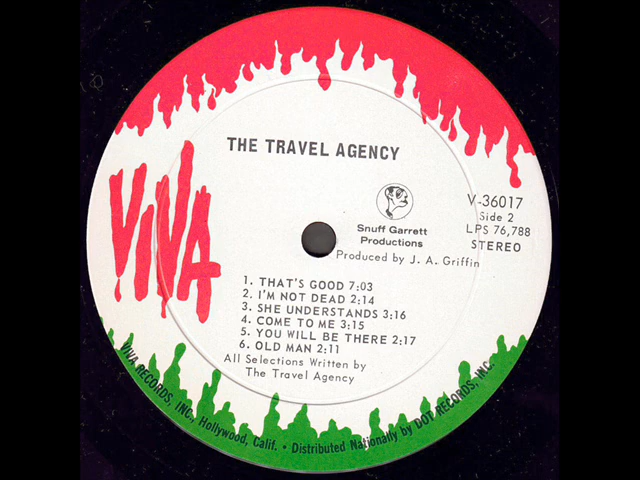 THE TRAVEL AGENCY
VIVA
V-36017
Side 2
LPS 76,788
STEREO
Snuff Garrett
Productions
Produced by J. A. Griffin
1. THAT'S GOOD 7:03
2. I'M NOT DEAD 2:14
3. SHE UNDERSTANDS 3:16
4. COME TO ME 3:15
5. YOU WILL BE THERE 2:17
6. OLD MAN 2:11
All Selections Written by
The Travel Agency
VIVA RECORDS, INC., Hollywood, Calif. • Distributed Nationally by DOT RECORDS, INC.